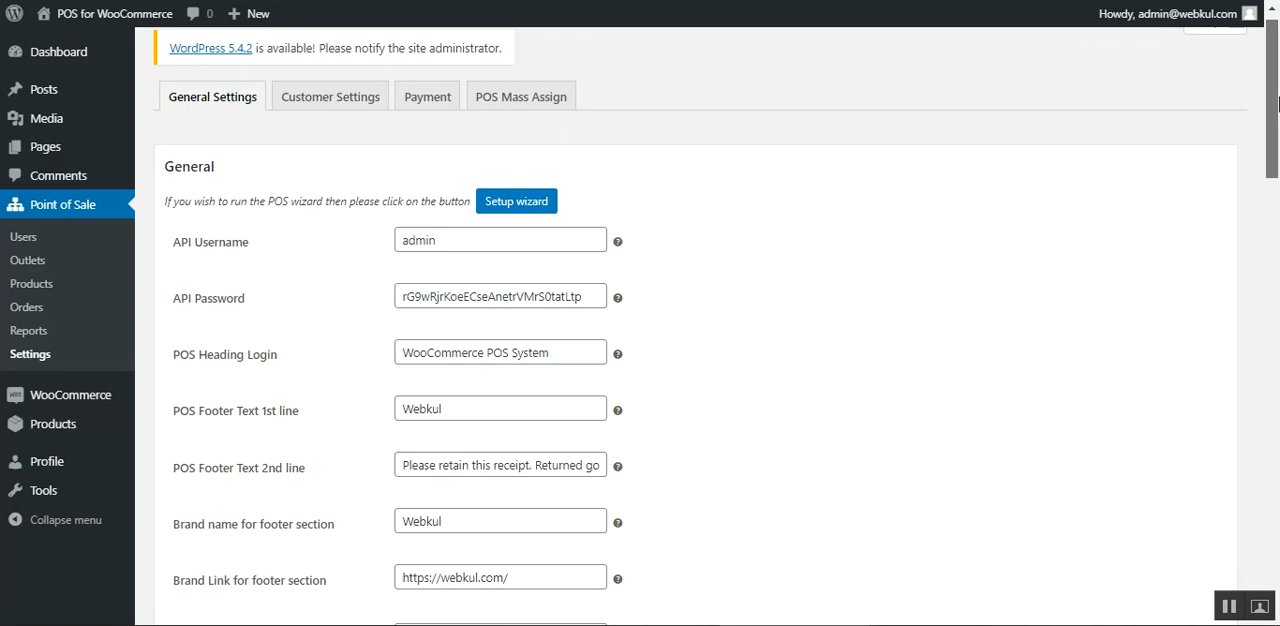 POS for WooCommerce 0 New Howdy, admin@webkul.com
WordPress 5.4.2 is available! Please notify the site administrator.
General Settings Customer Settings Payment POS Mass Assign
Dashboard
Posts
Media
Pages
Comments
Point of Sale
Users
Outlets
Products
Orders
Reports
Settings
WooCommerce
Products
Profile
Tools
Collapse menu
General
If you wish to run the POS wizard then please click on the button Setup wizard
API Username admin
API Password rG9wRjrKoeECseAnetrVMrS0tatLtp
POS Heading Login WooCommerce POS System
POS Footer Text 1st line Webkul
POS Footer Text 2nd line Please retain this receipt. Returned go
Brand name for footer section Webkul
Brand Link for footer section https://webkul.com/